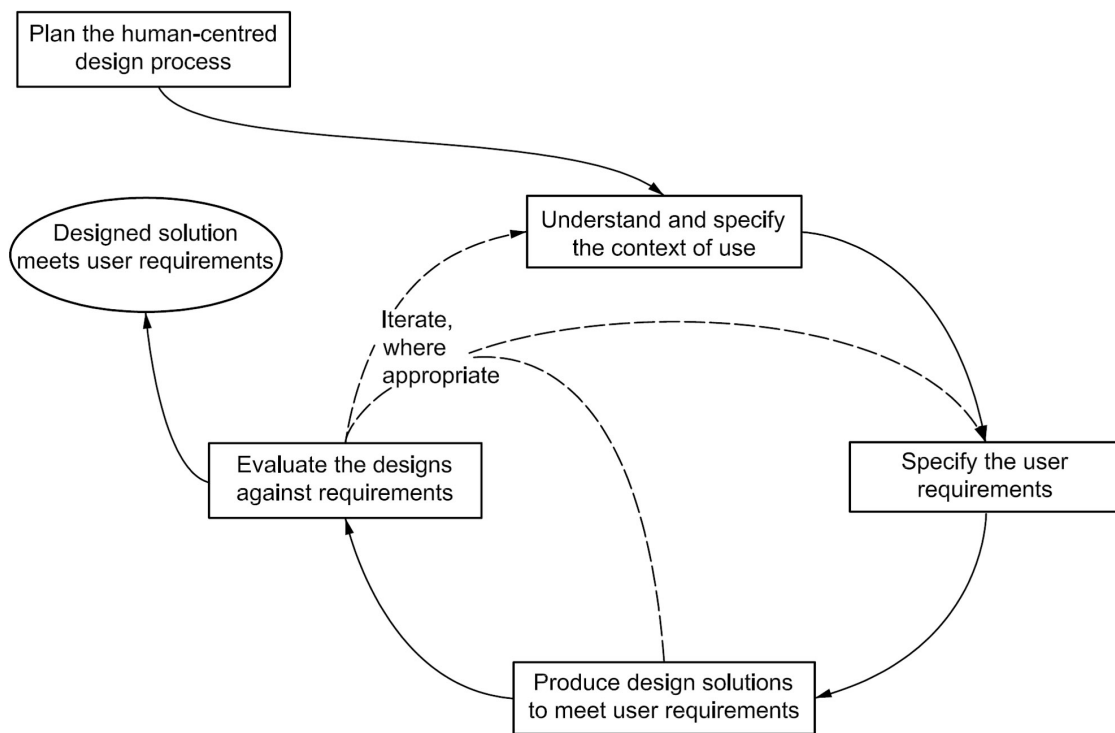 Plan the human-centred
design process
Understand and specify
the context of use
Designed solution
meets user requirements
Iterate,
where
appropriate
Evaluate the designs
against requirements
Specify the user
requirements
Produce design solutions
to meet user requirements